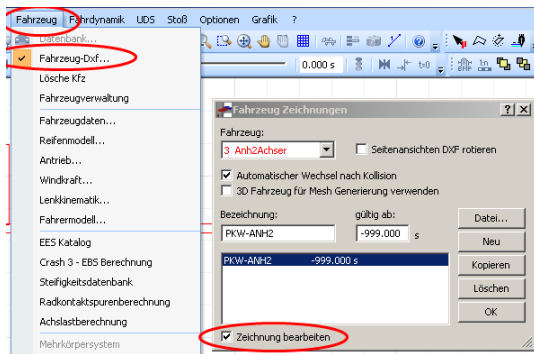 Fahrzeug Fahrdynamik UDS Stoß Optionen Grafik ?
Datenbank...
Fahrzeug-Dxf...
0.000 s
Lösche Kfz
Fahrzeugverwaltung
Fahrzeugdaten...
Reifenmodell...
Antrieb...
Windkraft...
Lenkkinematik...
Fahrermodell...
EES Katalog
Crash 3 - EBS Berechnung
Steifigkeitsdatenbank
Radkontaktspurenberechnung
Achslastberechnung
Mehrkörpersystem
Fahrzeug Zeichnungen
Fahrzeug:
3 Anh2Achser
Seitenansichten DXF rotieren
Automatischer Wechsel nach Kollision
3D Fahrzeug für Mesh Generierung verwenden
Bezeichnung: gültig ab:
PKW-ANH2 -999.000 s
Datei...
Neu
PKW-ANH2 -999.000 s
Kopieren
Löschen
OK
Zeichnung bearbeiten